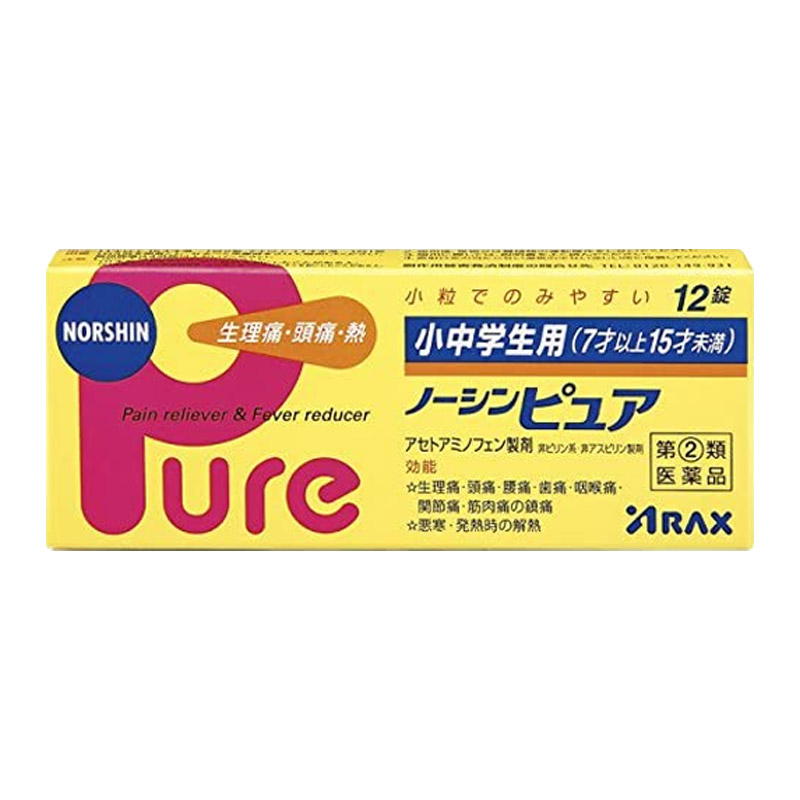 NORSHIN
Pure
生理痛・頭痛・熱
Pain reliever & Fever reducer
小粒でのみやすい 12錠
小中学生用(7才以上15才未満)
ノーシンピュア
アセトアミノフェン製剤 非ピリン系・非アスピリン製剤
指定第②類
医薬品
効能
☆生理痛・頭痛・腰痛・歯痛・咽喉痛・
関節痛・筋肉痛の鎮痛
☆悪寒・発熱時の解熱
ARAX